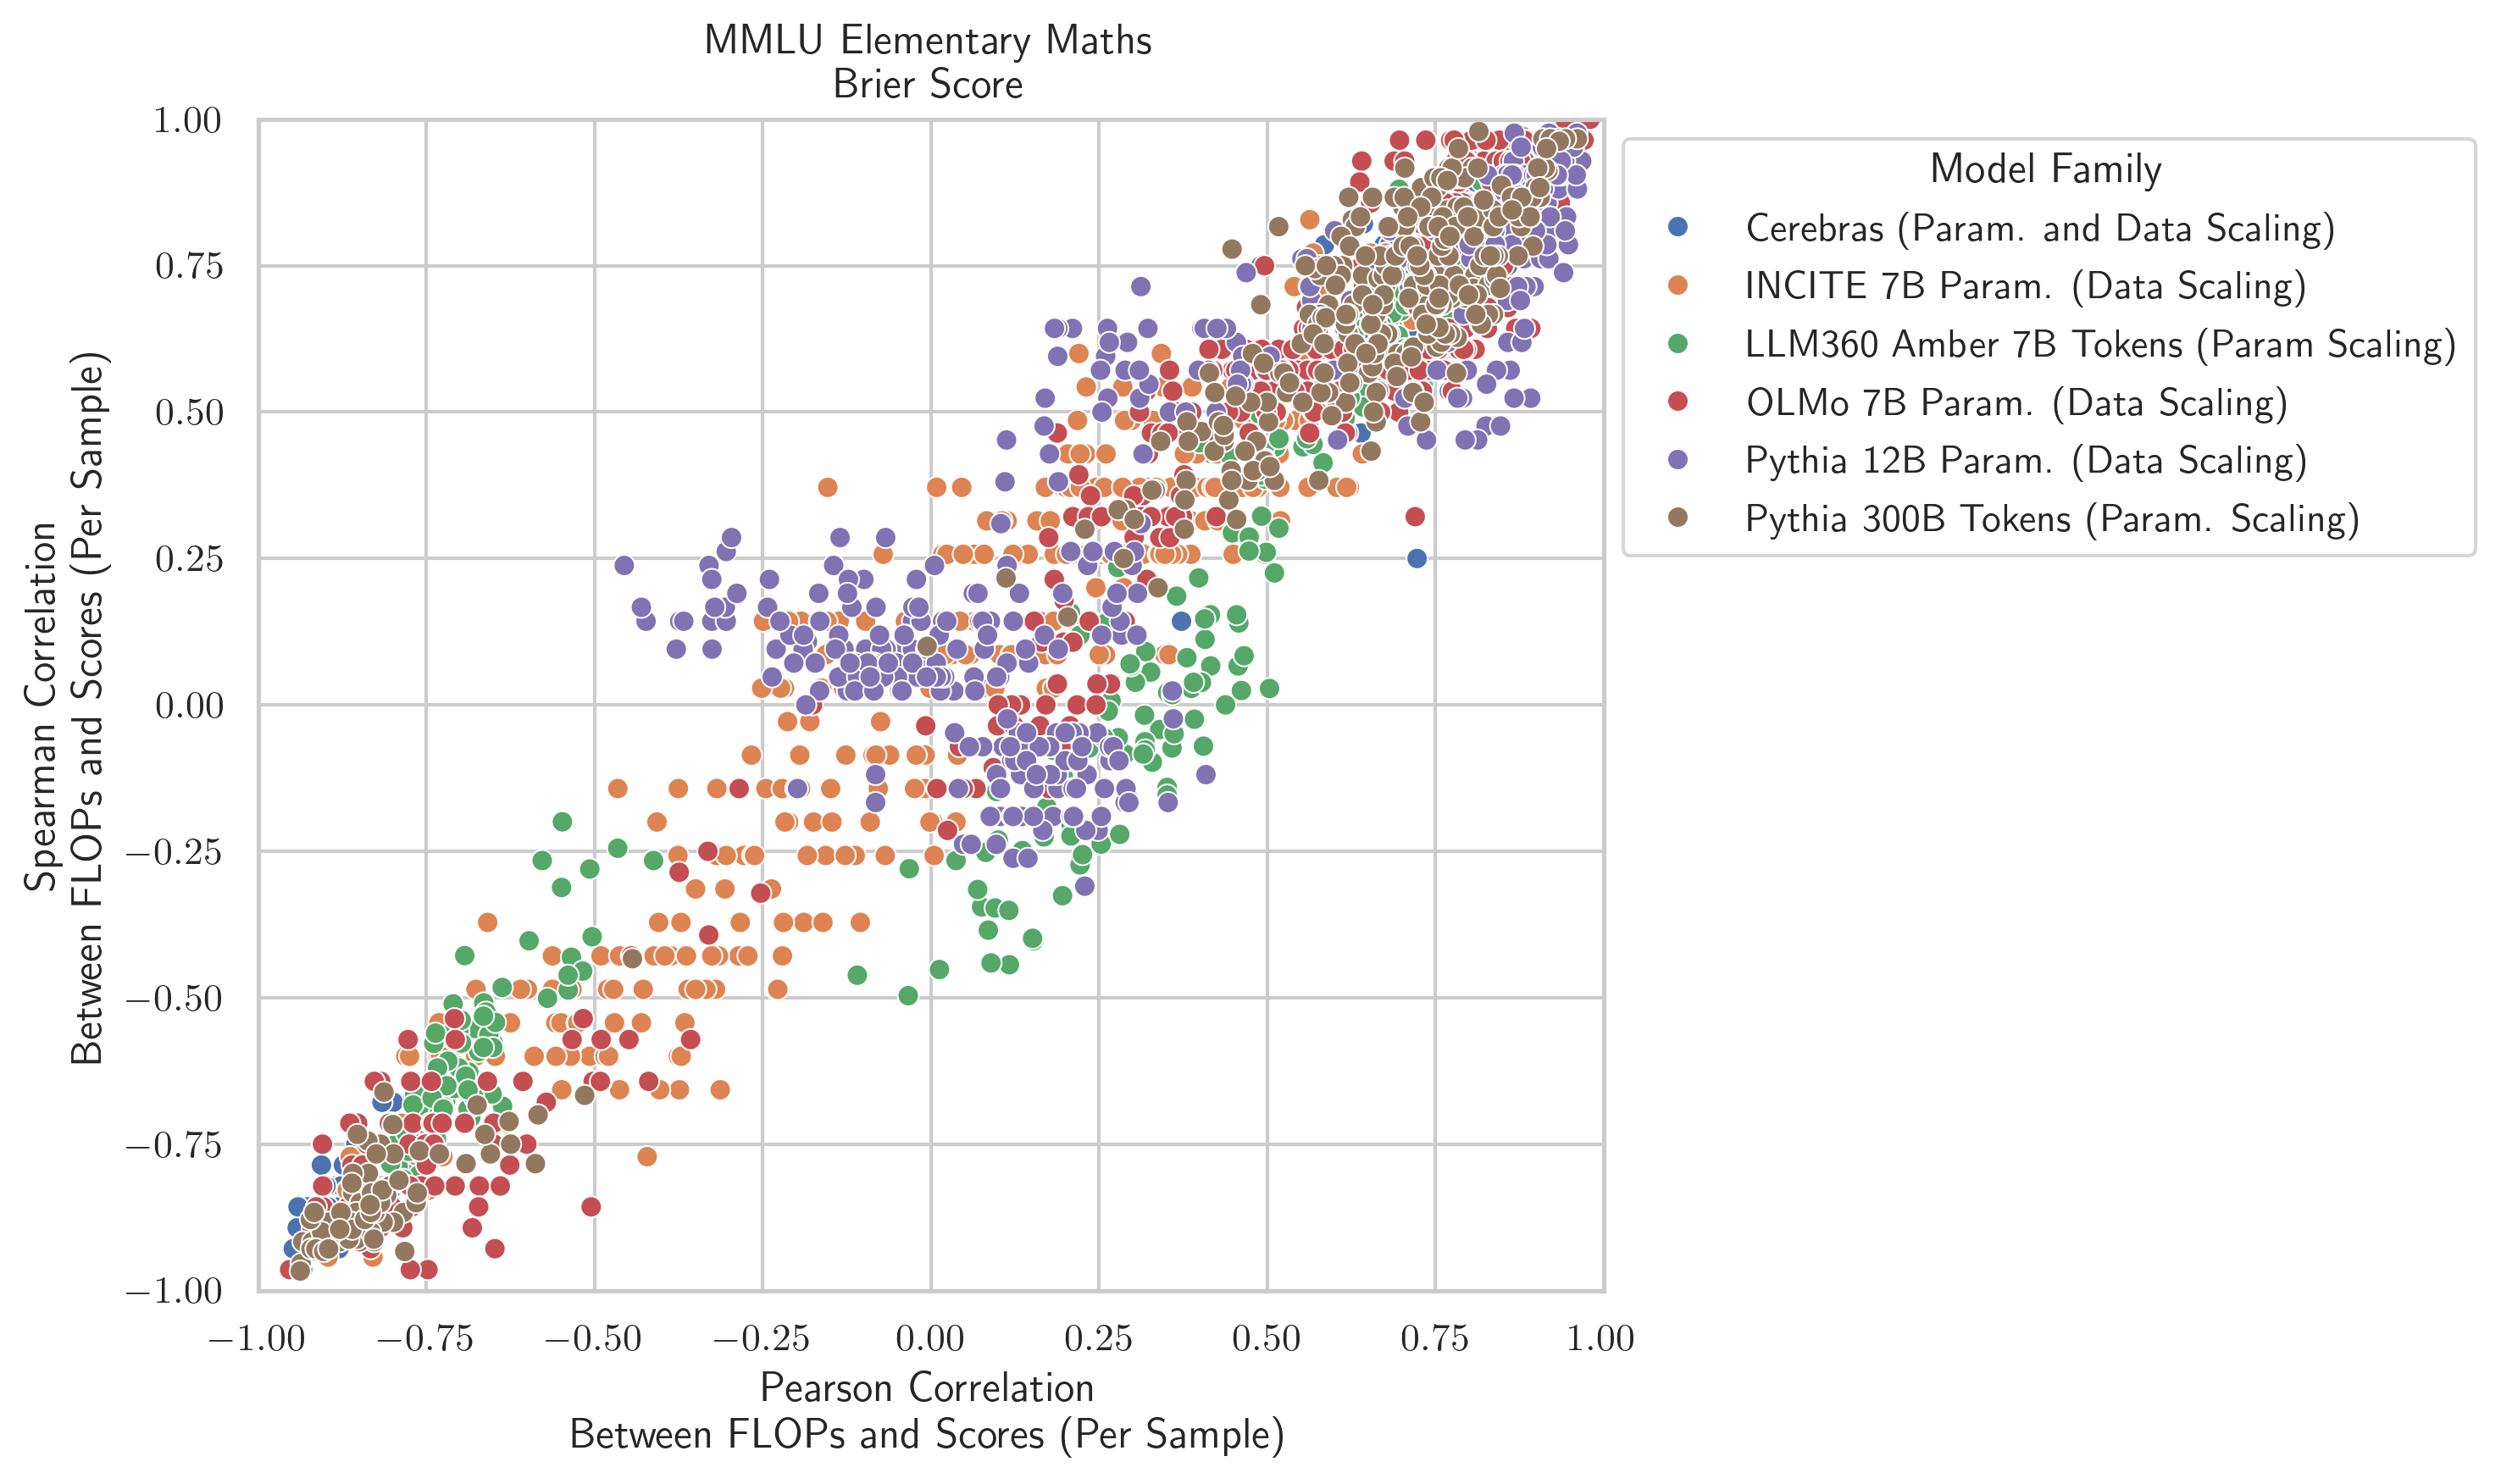 MMLU Elementary Maths
Brier Score
Spearman Correlation
Between FLOPs and Scores (Per Sample)
1.00
0.75
0.50
0.25
0.00
−0.25
−0.50
−0.75
−1.00
−1.00
−0.75
−0.50
−0.25
0.00
0.25
0.50
0.75
1.00
Pearson Correlation
Between FLOPs and Scores (Per Sample)
Model Family
Cerebras (Param. and Data Scaling)
INCITE 7B Param. (Data Scaling)
LLM360 Amber 7B Tokens (Param Scaling)
OLMo 7B Param. (Data Scaling)
Pythia 12B Param. (Data Scaling)
Pythia 300B Tokens (Param. Scaling)